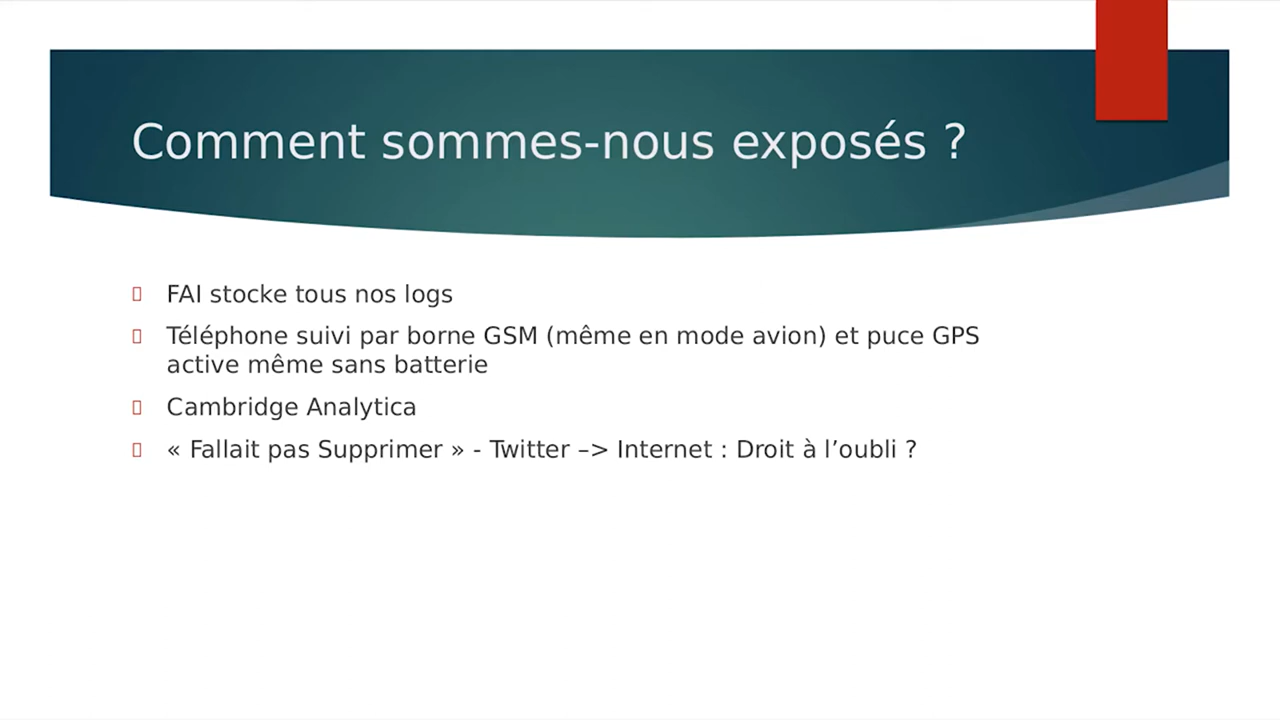 Comment sommes-nous exposés ?
FAI stocke tous nos logs
Téléphone suivi par borne GSM (même en mode avion) et puce GPS
active même sans batterie
Cambridge Analytica
« Fallait pas Supprimer » - Twitter –> Internet : Droit à l’oubli ?